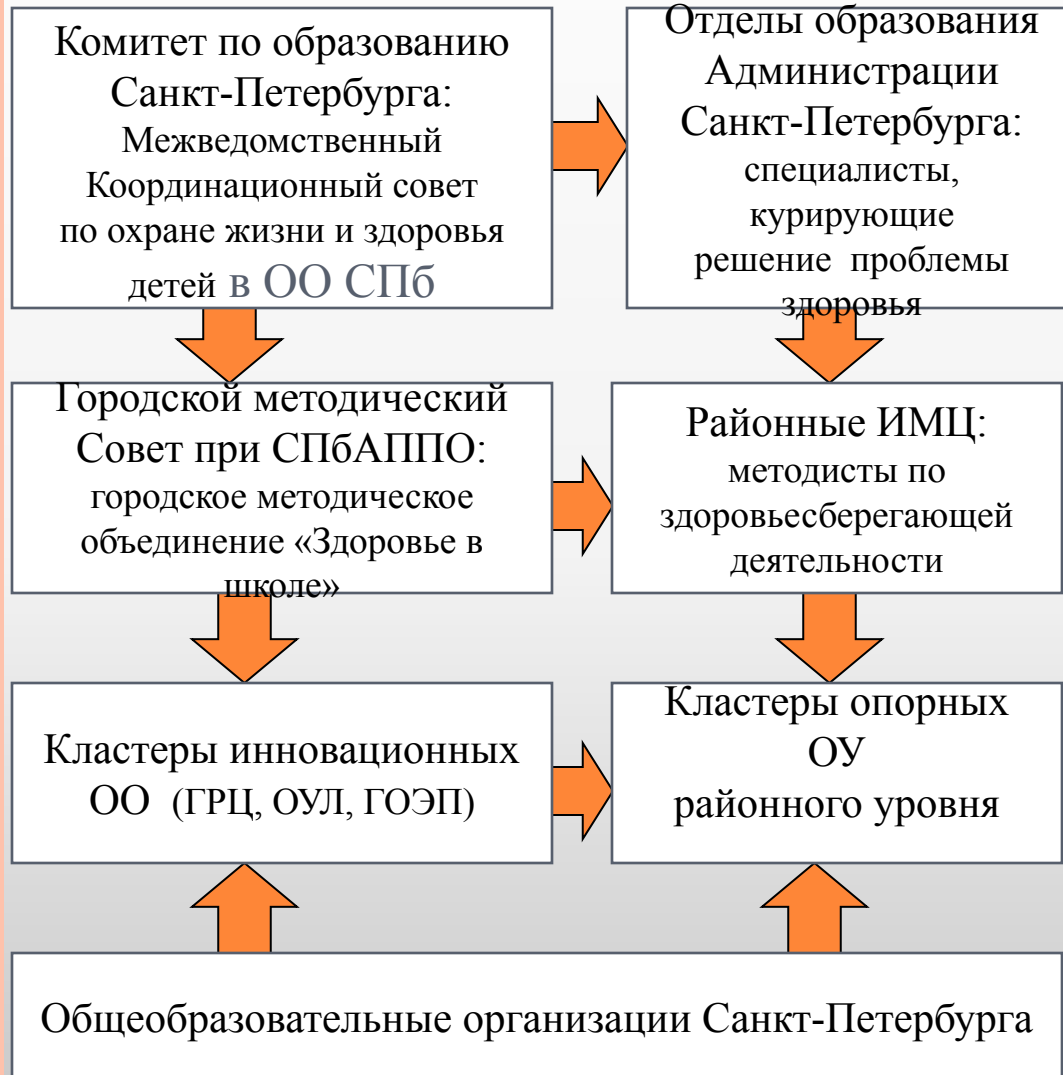 Комитет по образованию
Санкт-Петербурга:
Межведомственный
Координационный совет
по охране жизни и здоровья
детей в ОО СПб
Отделы образования
Администрации
Санкт-Петербурга:
специалисты,
курирующие
решение проблемы
здоровья
Городской методический
Совет при СПбАППО:
городское методическое
объединение «Здоровье в
школе»
Районные ИМЦ:
методисты по
здоровьесберегающей
деятельности
Кластеры инновационных
ОО (ГРЦ, ОУЛ, ГОЭП)
Кластеры опорных
ОУ
районного уровня
Общеобразовательные организации Санкт-Петербурга